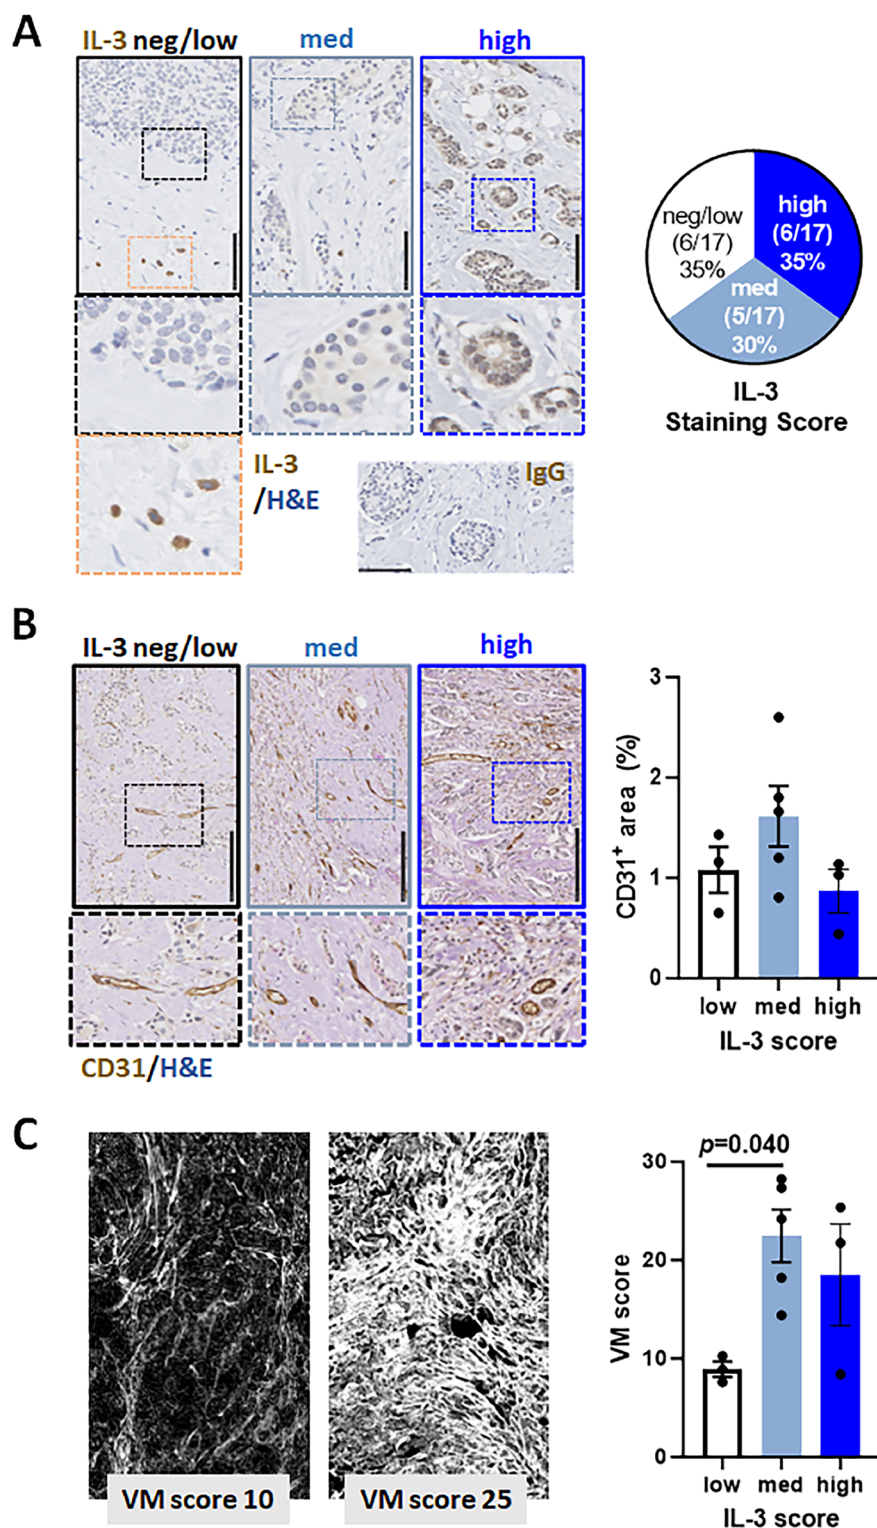 A
IL-3 neg/low
med
high
neg/low
(6/17)
35%
high
(6/17)
35%
med
(5/17)
30%
IL-3
Staining Score
IL-3
/H&E
IgG
B
IL-3 neg/low
med
high
CD31/H&E
3
2
1
0
CD31+ area (%)
low med high
IL-3 score
C
VM score 10
VM score 25
p=0.040
30
20
10
0
VM score
low med high
IL-3 score